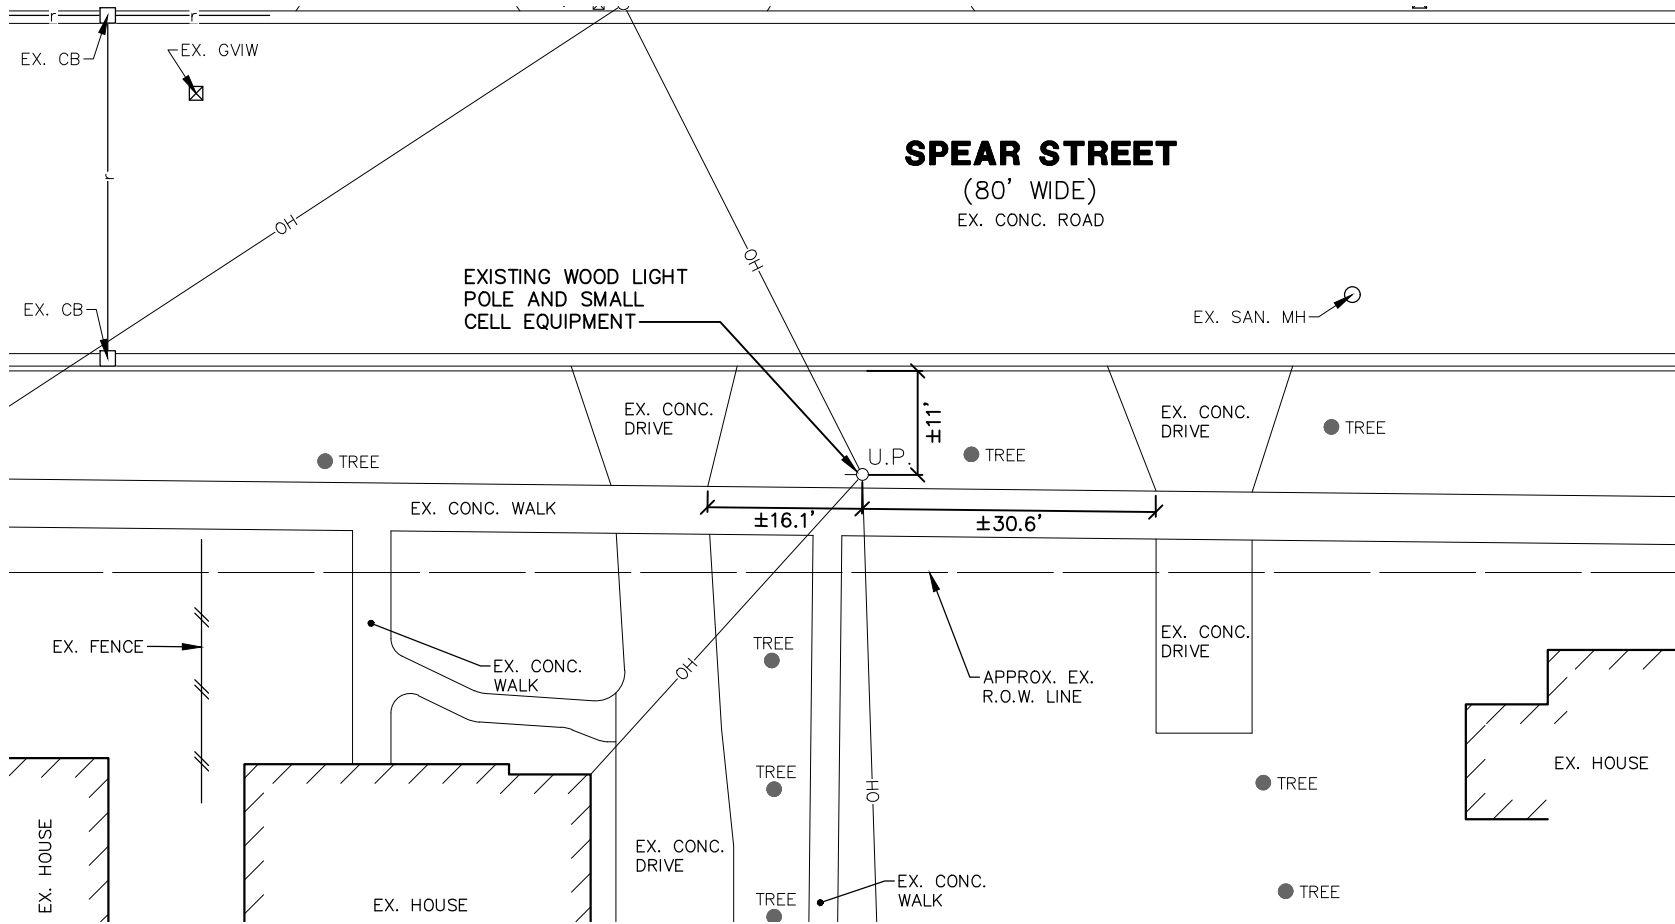 r
r
EX. CB
EX. GVIW
SPEAR STREET
(80' WIDE)
EX. CONC. ROAD
r
OH
OH
EXISTING WOOD LIGHT
POLE AND SMALL
CELL EQUIPMENT
EX. CB
EX. SAN. MH
EX. CONC.
DRIVE
±11'
EX. CONC.
DRIVE
TREE
TREE
U.P.
TREE
EX. CONC. WALK
±16.1'
±30.6'
EX. FENCE
EX. CONC.
WALK
TREE
OH
APPROX. EX.
R.O.W. LINE
EX. CONC.
DRIVE
EX. HOUSE
TREE
OH
TREE
EX. HOUSE
EX. HOUSE
EX. CONC.
DRIVE
TREE
EX. CONC.
WALK
TREE